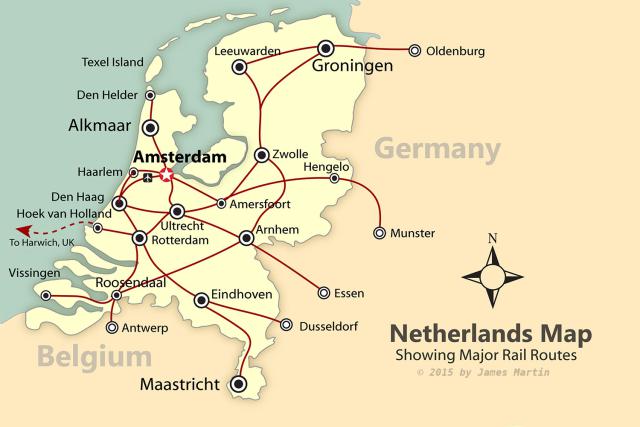 Leeuwarden
Groningen
Oldenburg
Texel Island
Den Helder
Alkmaar
Amsterdam
Zwolle
Germany
Haarlem
Hengelo
Den Haag
Amersfoort
Hoek van Holland
Utrecht
To Harwich, UK
Rotterdam
Arnhem
Munster
N
Vissingen
Roosendaal
Eindhoven
Essen
Antwerp
Dusseldorf
Netherlands Map
Belgium
Showing Major Rail Routes
© 2015 by James Martin
Maastricht